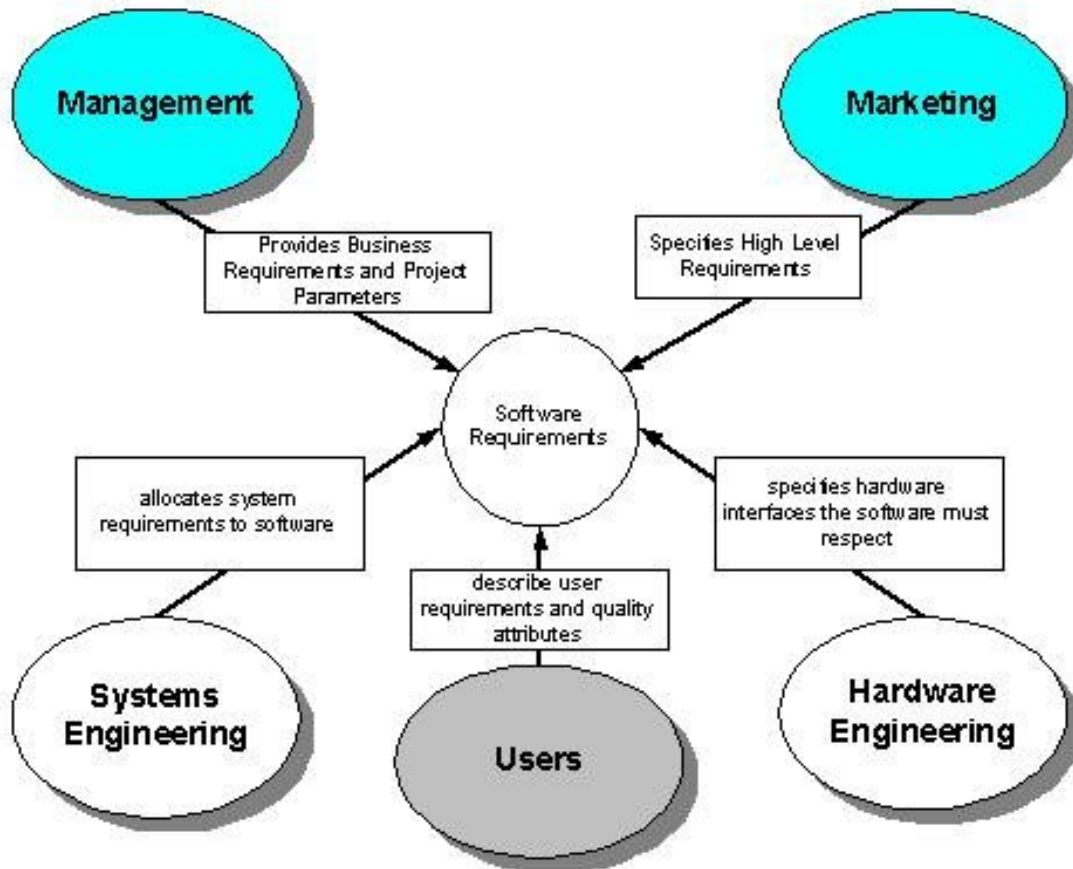 Management
Marketing
Provides Business
Requirements and Project
Parameters
Specifies High Level
Requirements
Software
Requirements
allocates system
requirements to software
specifies hardware
interfaces the software must
respect
describe user
requirements and quality
attributes
Systems
Engineering
Users
Hardware
Engineering